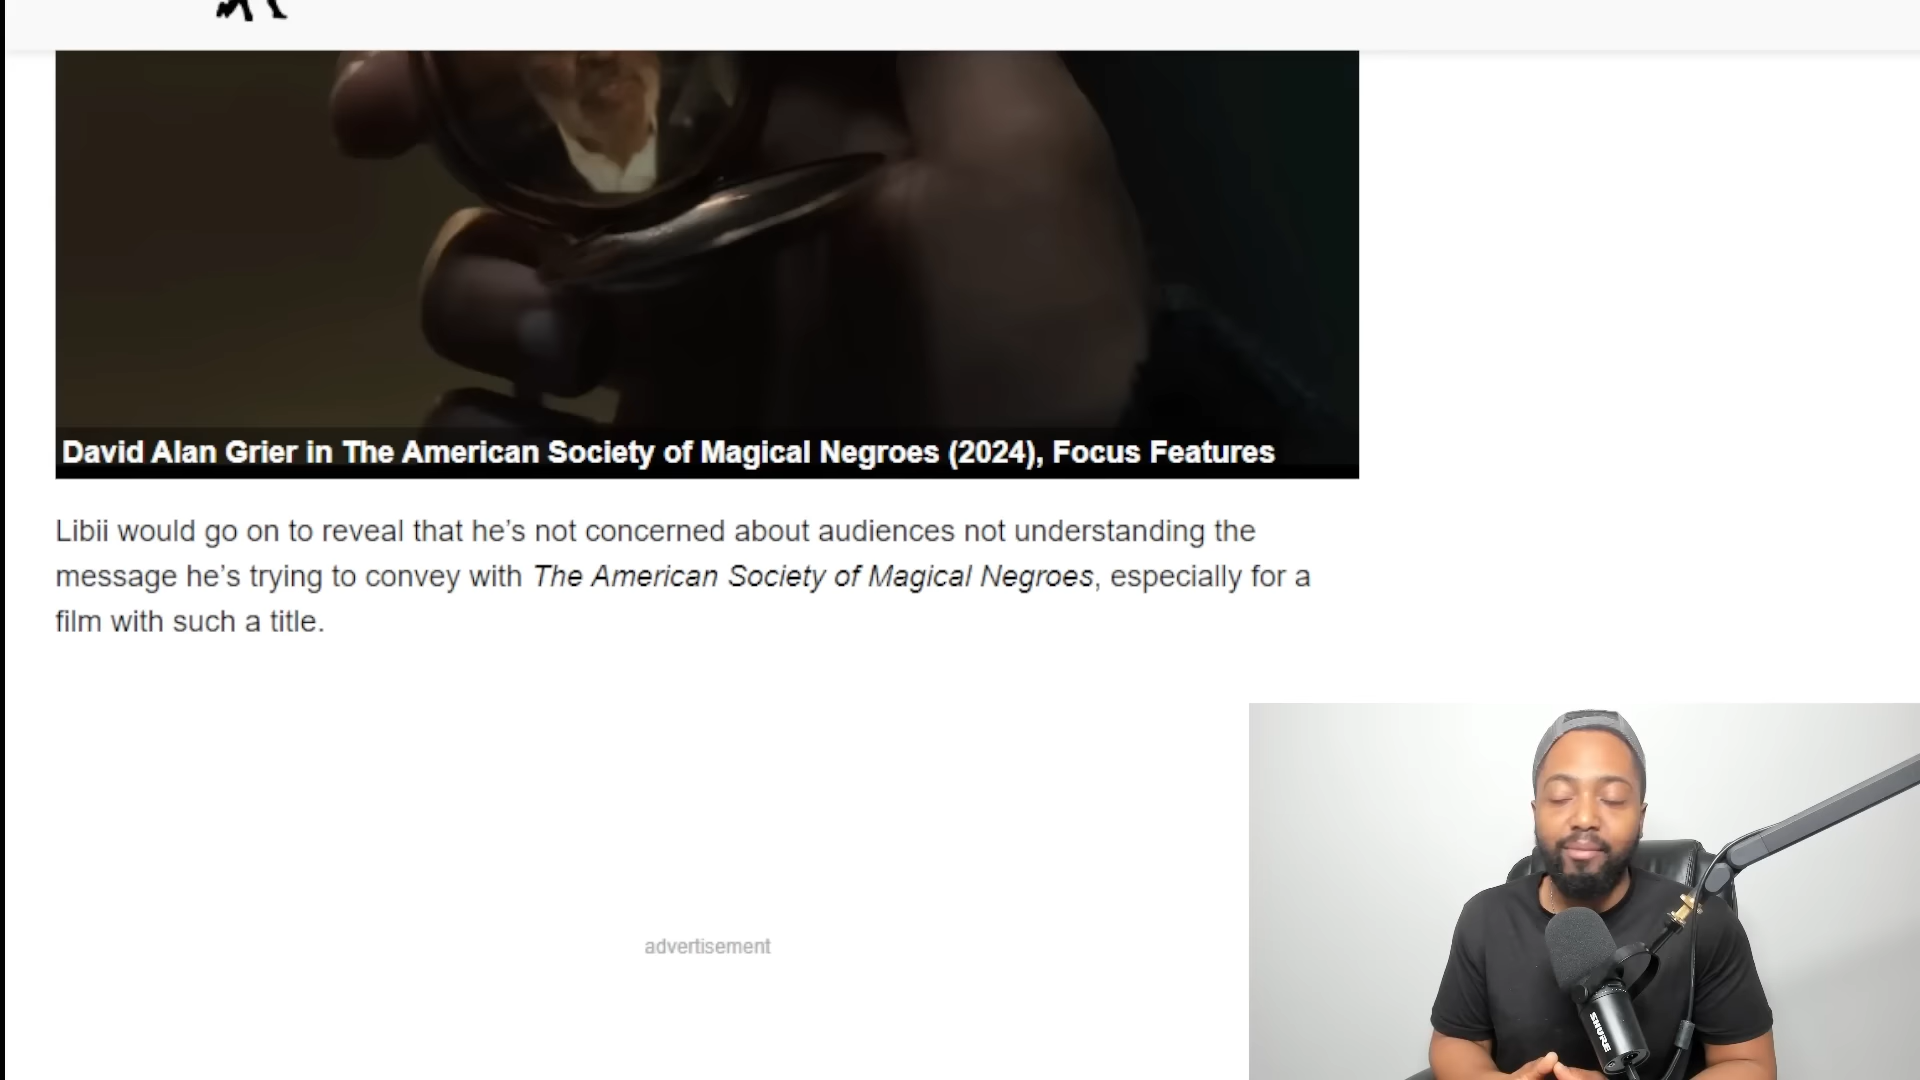 David Alan Grier in The American Society of Magical Negroes (2024), Focus Features
Libii would go on to reveal that he’s not concerned about audiences not understanding the
message he’s trying to convey with The American Society of Magical Negroes, especially for a
film with such a title.
advertisement
SHURE